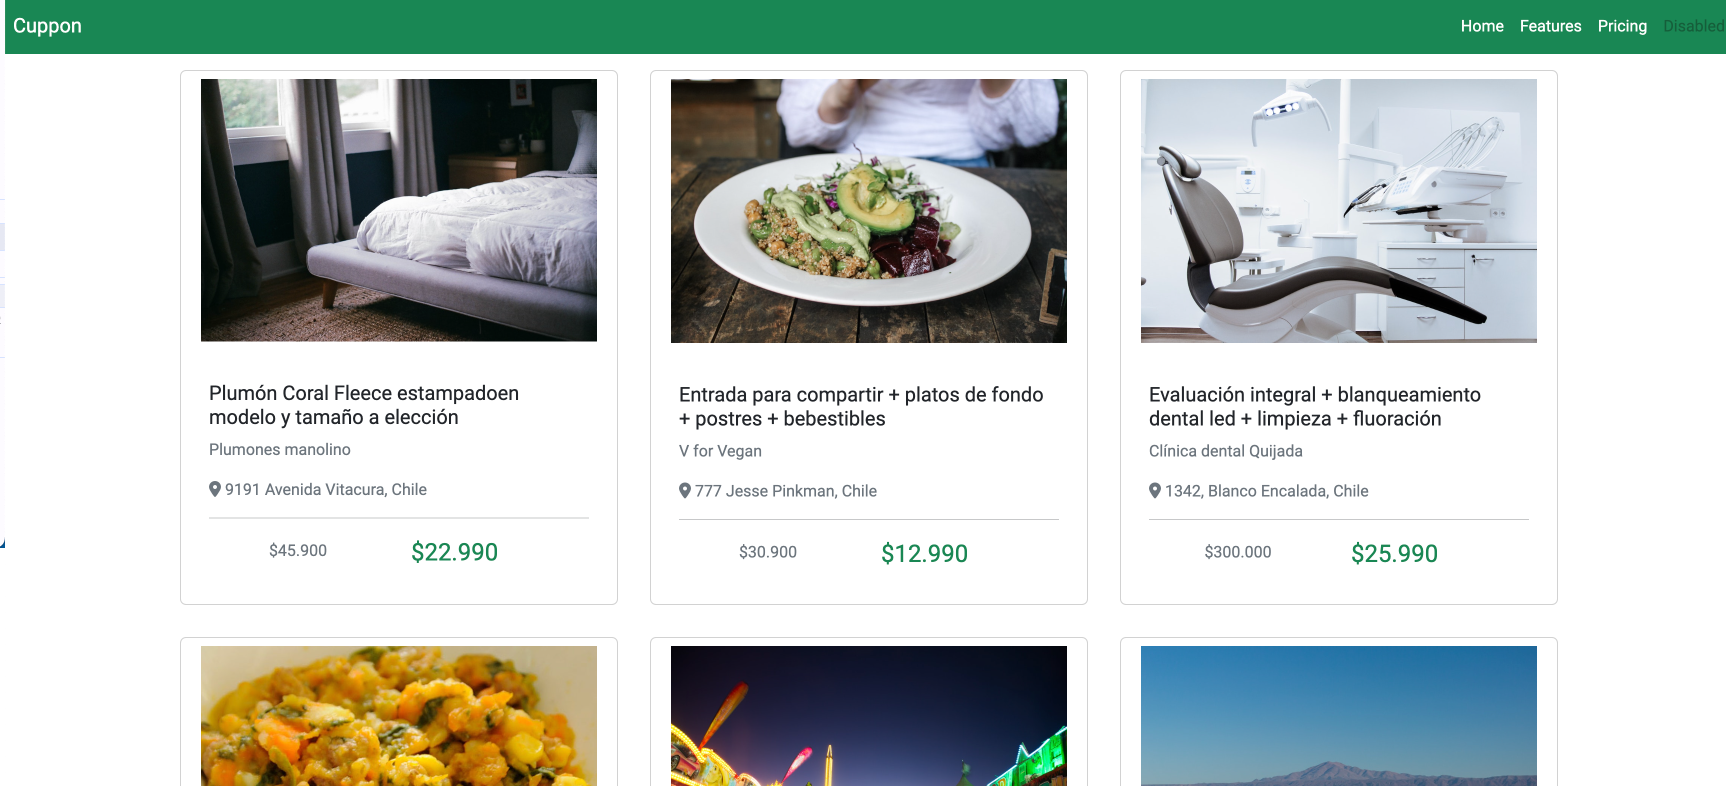 Cuppon
Home Features Pricing Disabled
Plumón Coral Fleece estampadoen
modelo y tamaño a elección
Plumones manolino
9191 Avenida Vitacura, Chile
$45.900 $22.990
Entrada para compartir + platos de fondo
+ postres + bebestibles
V for Vegan
777 Jesse Pinkman, Chile
$30.900 $12.990
Evaluación integral + blanqueamiento
dental led + limpieza + fluoración
Clínica dental Quijada
1342, Blanco Encalada, Chile
$300.000 $25.990